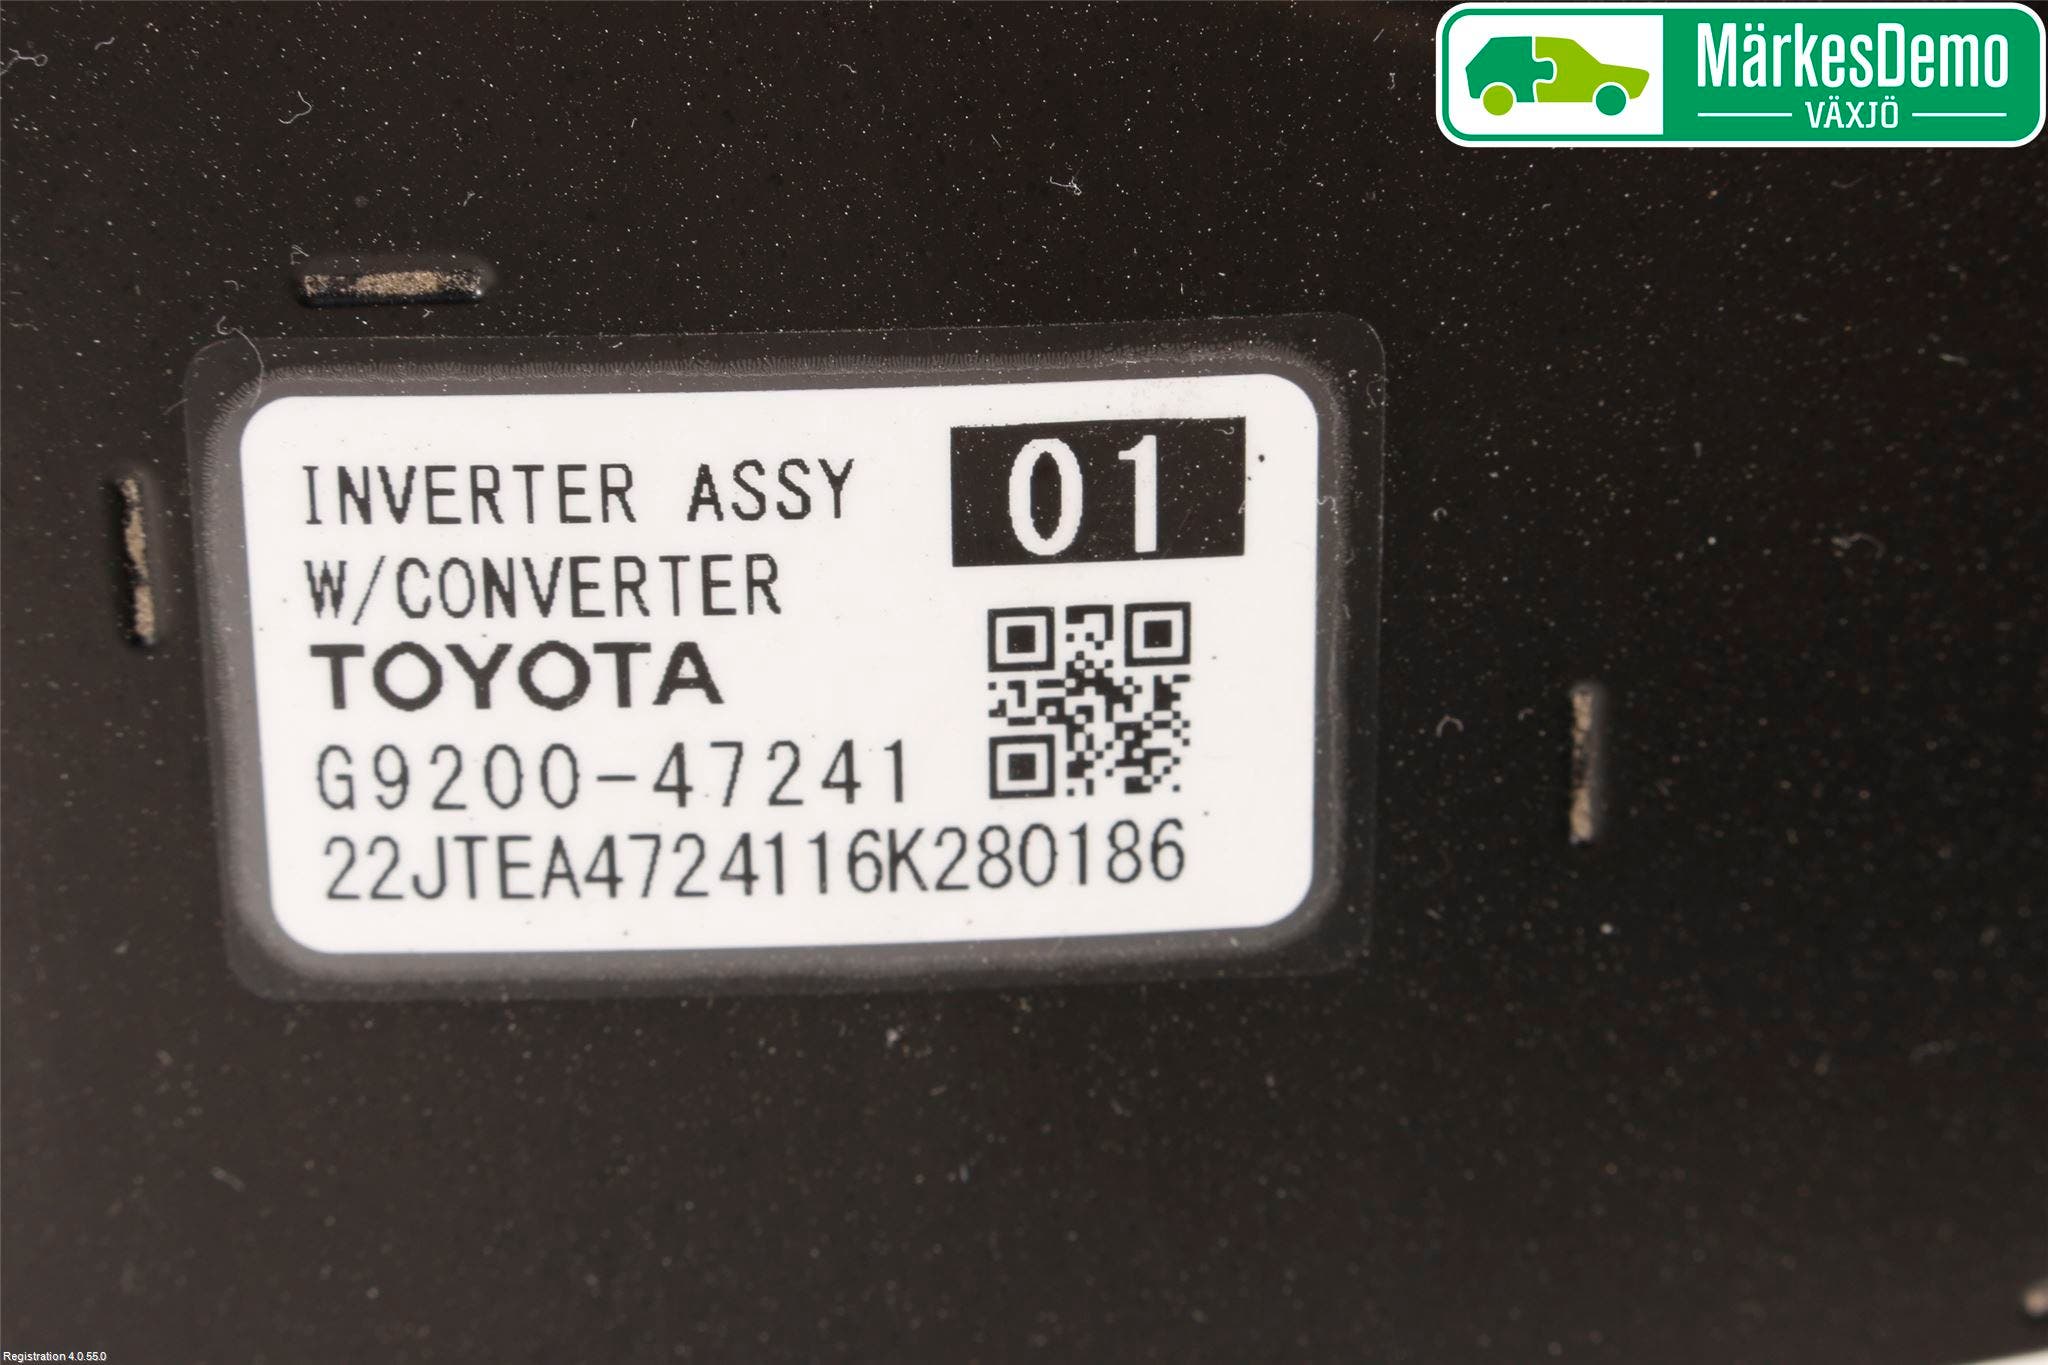 MärkesDemo
VÄXJÖ
INVERTER ASSY
01
W/CONVERTER
TOYOTA
G9200-47241
22JTEA4724116K280186
Registration 4.0.55.0